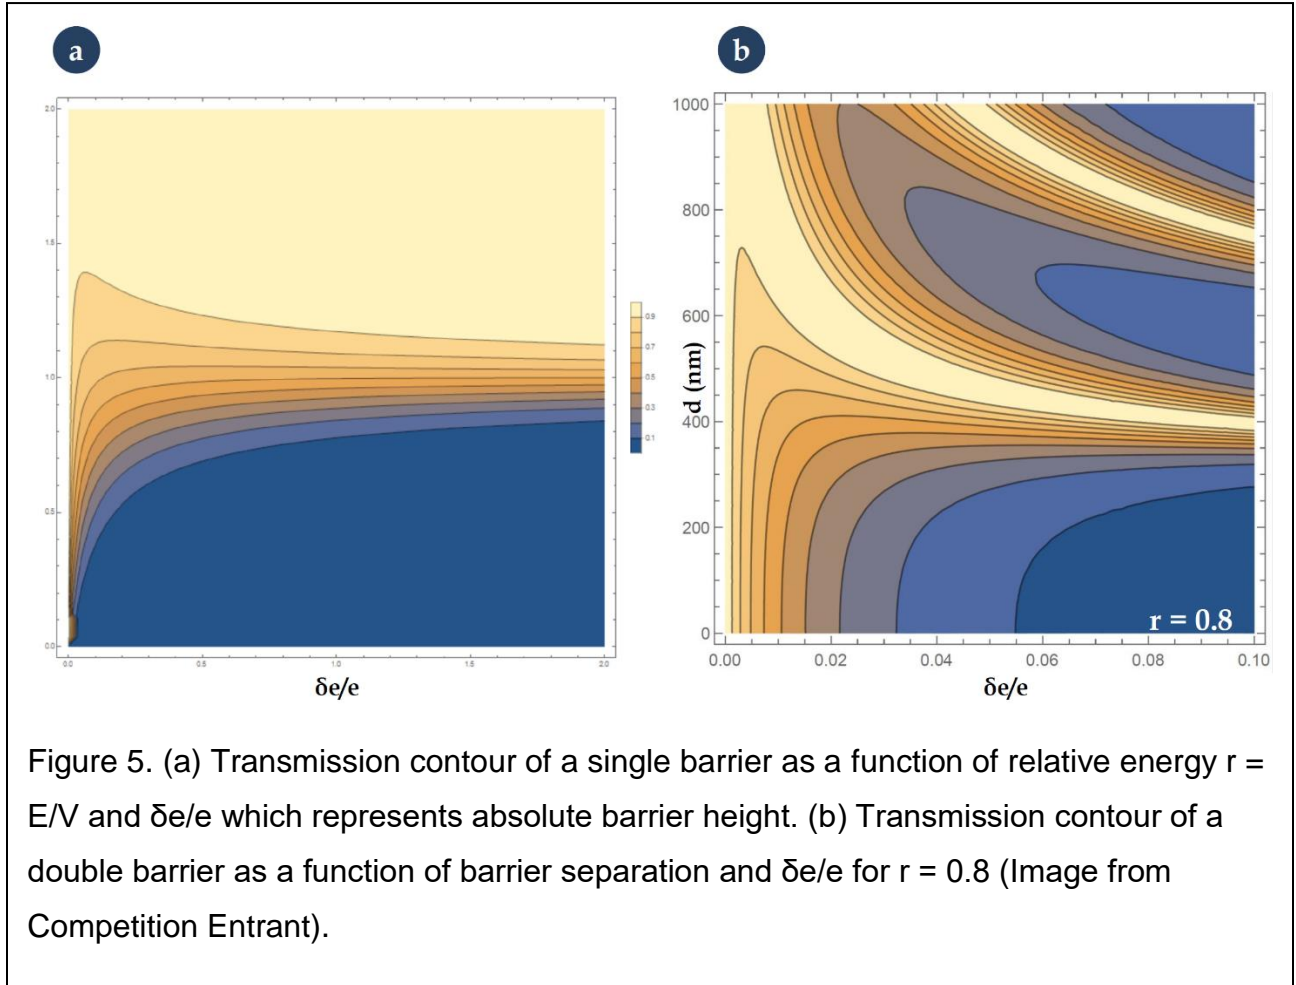 a
b
2.0
1.5
1.0
0.5
0.0
0.0 0.5 1.0 1.5 2.0
δe/e
0.9
0.7
0.5
0.3
0.1
1000
800
600
400
200
0
d (nm)
r = 0.8
0.00 0.02 0.04 0.06 0.08 0.10
δe/e
Figure 5. (a) Transmission contour of a single barrier as a function of relative energy r =
E/V and δe/e which represents absolute barrier height. (b) Transmission contour of a
double barrier as a function of barrier separation and δe/e for r = 0.8 (Image from
Competition Entrant).